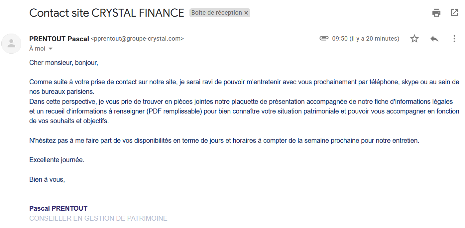 Contact site CRYSTAL FINANCE Boîte de réception ×
PRENTOUT Pascal <pprentout@groupe-crystal.com> 09:50 (il y a 20 minutes)
À moi
Cher monsieur, bonjour,
Comme suite à votre prise de contact sur notre site, je serai ravi de pouvoir m'entretenir avec vous prochainement par téléphone, skype ou au sein de
nos bureaux parisiens.
Dans cette perspective, je vous prie de trouver en pièces jointes notre plaquette de présentation accompagnée de notre fiche d'informations légales
et un recueil d'informations à renseigner (PDF remplissable) pour bien connaître votre situation patrimoniale et pouvoir vous accompagner en fonction
de vos souhaits et objectifs.
N'hésitez pas à me faire part de vos disponibilités en terme de jours et horaires à compter de la semaine prochaine pour notre entretien.
Excellente journée.
Bien à vous,
Pascal PRENTOUT
CONSEILLER EN GESTION DE PATRIMOINE